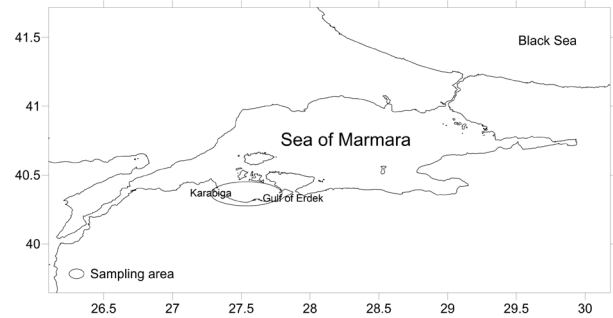 41.5
Black Sea
41
Sea of Marmara
40.5
Karabiga
Gulf of Erdek
40
Sampling area
26.5 27 27.5 28 28.5 29 29.5 30